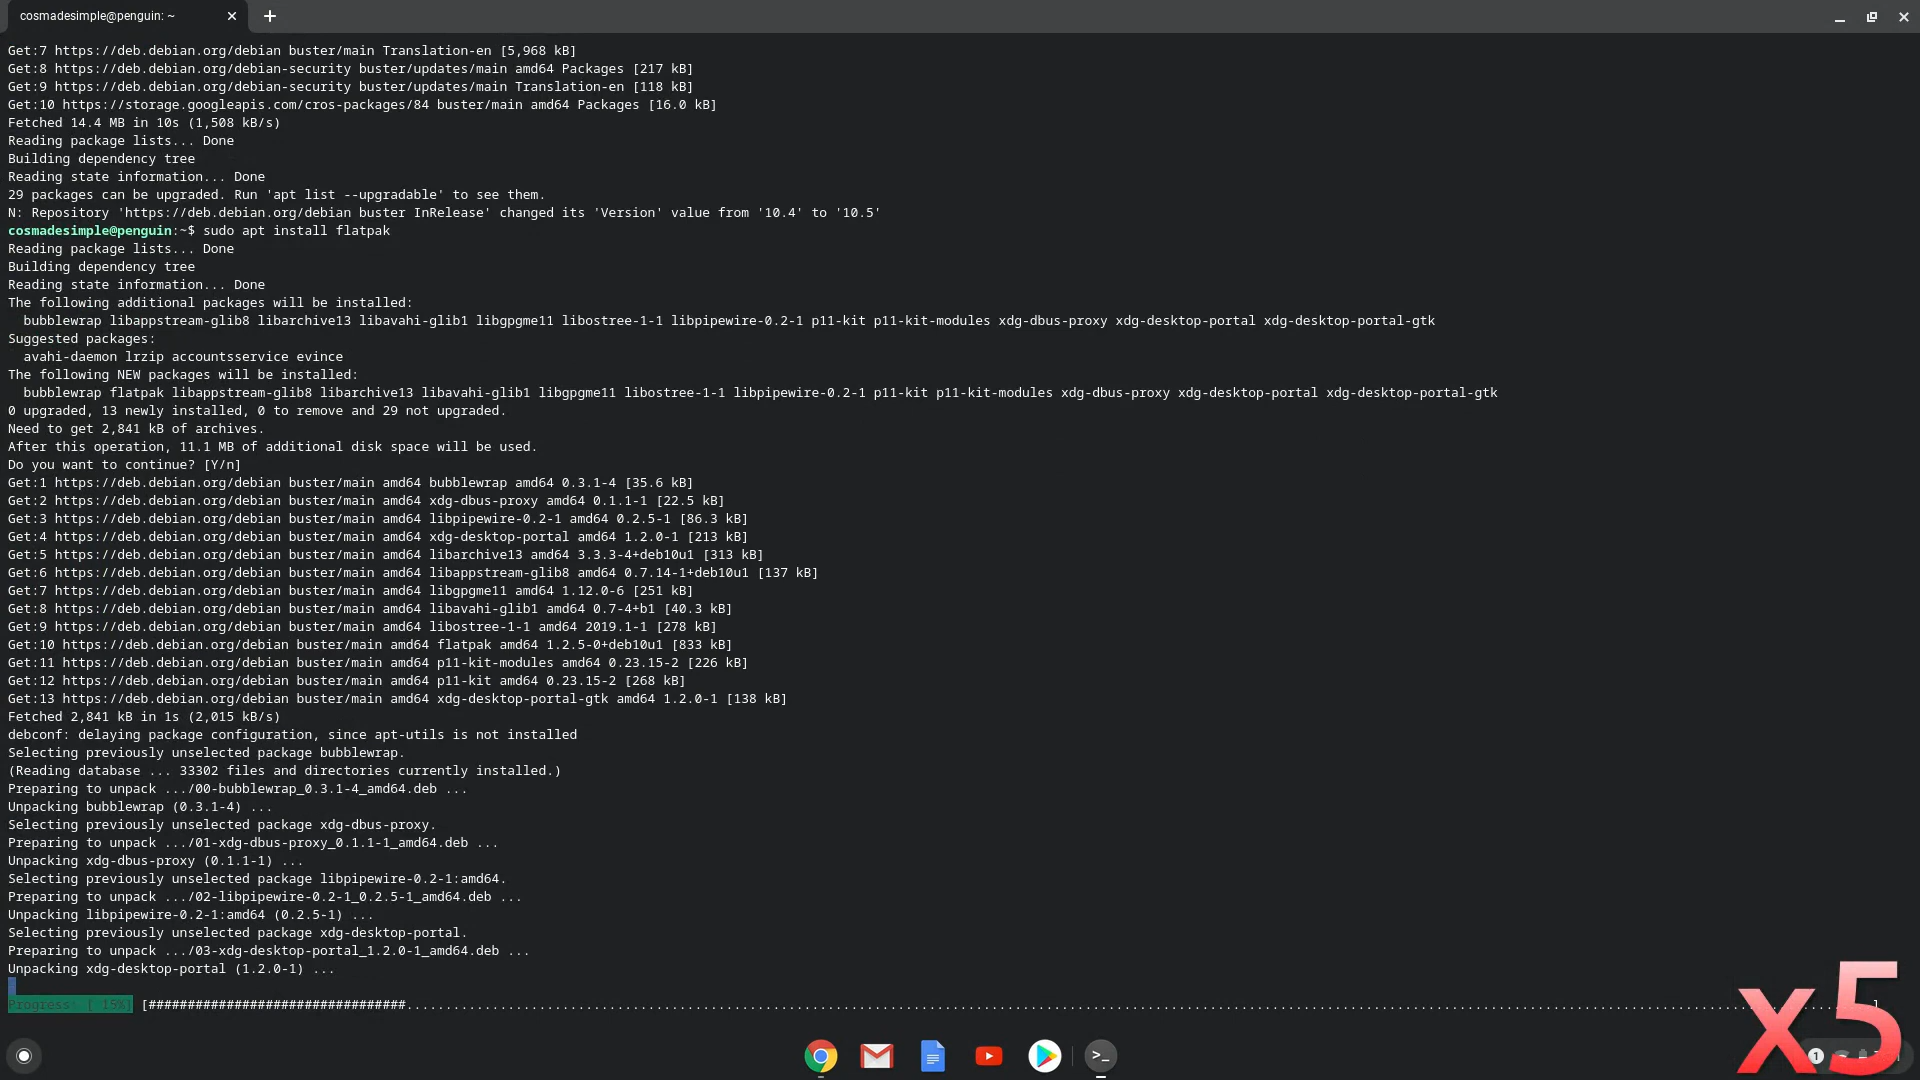 cosmadesimple@penguin: ~
Get:7 https://deb.debian.org/debian buster/main Translation-en [5,968 kB]
Get:8 https://deb.debian.org/debian-security buster/updates/main amd64 Packages [217 kB]
Get:9 https://deb.debian.org/debian-security buster/updates/main Translation-en [118 kB]
Get:10 https://storage.googleapis.com/cros-packages/84 buster/main amd64 Packages [16.0 kB]
Fetched 14.4 MB in 10s (1,508 kB/s)
Reading package lists... Done
Building dependency tree
Reading state information... Done
29 packages can be upgraded. Run 'apt list --upgradable' to see them.
N: Repository 'https://deb.debian.org/debian buster InRelease' changed its 'Version' value from '10.4' to '10.5'
cosmadesimple@penguin:~$ sudo apt install flatpak
Reading package lists... Done
Building dependency tree
Reading state information... Done
The following additional packages will be installed:
  bubblewrap libappstream-glib8 libarchive13 libavahi-glib1 libgpgme11 libostree-1-1 libpipewire-0.2-1 p11-kit p11-kit-modules xdg-dbus-proxy xdg-desktop-portal xdg-desktop-portal-gtk
Suggested packages:
  avahi-daemon lrzip accountsservice evince
The following NEW packages will be installed:
  bubblewrap flatpak libappstream-glib8 libarchive13 libavahi-glib1 libgpgme11 libostree-1-1 libpipewire-0.2-1 p11-kit p11-kit-modules xdg-dbus-proxy xdg-desktop-portal xdg-desktop-portal-gtk
0 upgraded, 13 newly installed, 0 to remove and 29 not upgraded.
Need to get 2,841 kB of archives.
After this operation, 11.1 MB of additional disk space will be used.
Do you want to continue? [Y/n]
Get:1 https://deb.debian.org/debian buster/main amd64 bubblewrap amd64 0.3.1-4 [35.6 kB]
Get:2 https://deb.debian.org/debian buster/main amd64 xdg-dbus-proxy amd64 0.1.1-1 [22.5 kB]
Get:3 https://deb.debian.org/debian buster/main amd64 libpipewire-0.2-1 amd64 0.2.5-1 [86.3 kB]
Get:4 https://deb.debian.org/debian buster/main amd64 xdg-desktop-portal amd64 1.2.0-1 [213 kB]
Get:5 https://deb.debian.org/debian buster/main amd64 libarchive13 amd64 3.3.3-4+deb10u1 [313 kB]
Get:6 https://deb.debian.org/debian buster/main amd64 libappstream-glib8 amd64 0.7.14-1+deb10u1 [137 kB]
Get:7 https://deb.debian.org/debian buster/main amd64 libgpgme11 amd64 1.12.0-6 [251 kB]
Get:8 https://deb.debian.org/debian buster/main amd64 libavahi-glib1 amd64 0.7-4+b1 [40.3 kB]
Get:9 https://deb.debian.org/debian buster/main amd64 libostree-1-1 amd64 2019.1-1 [278 kB]
Get:10 https://deb.debian.org/debian buster/main amd64 flatpak amd64 1.2.5-0+deb10u1 [833 kB]
Get:11 https://deb.debian.org/debian buster/main amd64 p11-kit-modules amd64 0.23.15-2 [226 kB]
Get:12 https://deb.debian.org/debian buster/main amd64 p11-kit amd64 0.23.15-2 [268 kB]
Get:13 https://deb.debian.org/debian buster/main amd64 xdg-desktop-portal-gtk amd64 1.2.0-1 [138 kB]
Fetched 2,841 kB in 1s (2,015 kB/s)
debconf: delaying package configuration, since apt-utils is not installed
Selecting previously unselected package bubblewrap.
(Reading database ... 33302 files and directories currently installed.)
Preparing to unpack .../00-bubblewrap_0.3.1-4_amd64.deb ...
Unpacking bubblewrap (0.3.1-4) ...
Selecting previously unselected package xdg-dbus-proxy.
Preparing to unpack .../01-xdg-dbus-proxy_0.1.1-1_amd64.deb ...
Unpacking xdg-dbus-proxy (0.1.1-1) ...
Selecting previously unselected package libpipewire-0.2-1:amd64.
Preparing to unpack .../02-libpipewire-0.2-1_0.2.5-1_amd64.deb ...
Unpacking libpipewire-0.2-1:amd64 (0.2.5-1) ...
Selecting previously unselected package xdg-desktop-portal.
Preparing to unpack .../03-xdg-desktop-portal_1.2.0-1_amd64.deb ...
Unpacking xdg-desktop-portal (1.2.0-1) ...
Progress: [ 15%] [#################################.....]
x5
1